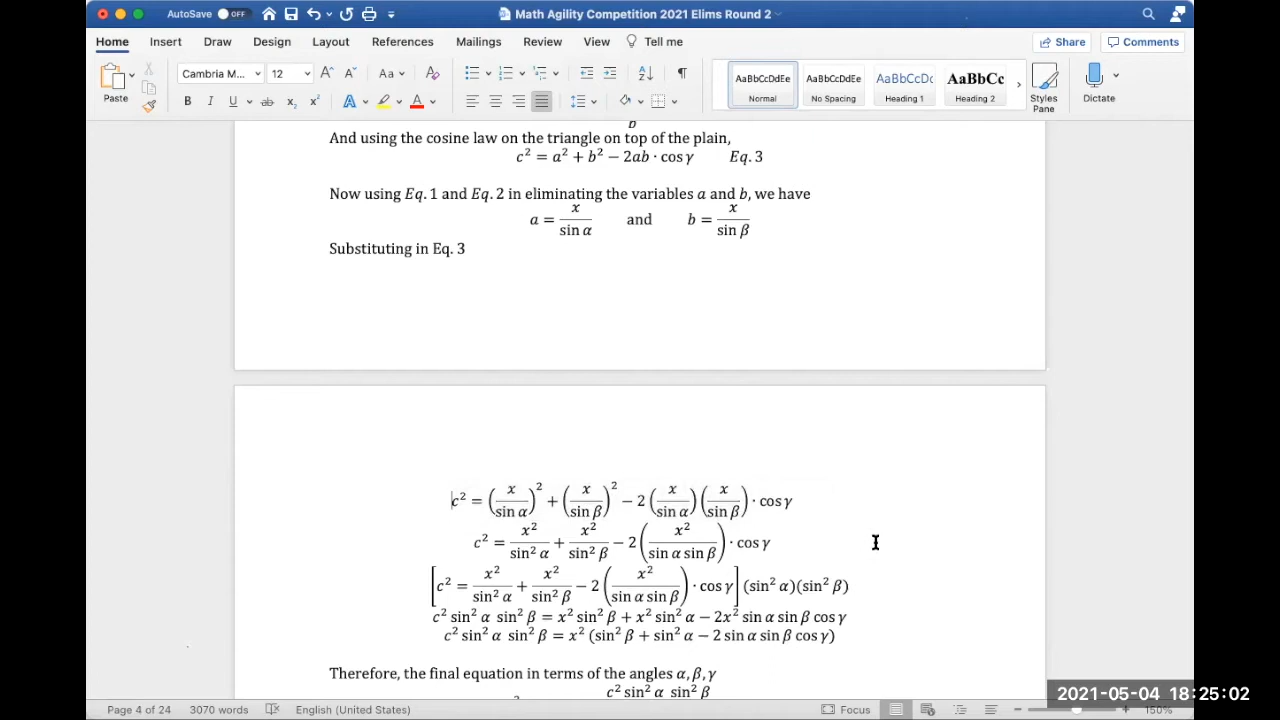 AutoSave OFF Math Agility Competition 2021 Elims Round 2
Home Insert Draw Design Layout References Mailings Review View Tell me Share Comments
Paste Cambria M... 12 Aa AaBbCcDdEe AaBbCcDdEe AaBbCcDc AaBbCc
B I U ab x₂ x² A A Normal No Spacing Heading 1 Heading 2 Styles Pane Dictate
b
And using the cosine law on the triangle on top of the plain,
c² = a² + b² − 2ab · cos γ Eq. 3
Now using Eq. 1 and Eq. 2 in eliminating the variables a and b, we have
a = x/sin α and b = x/sin β
Substituting in Eq. 3
c² = (x/sin α)² + (x/sin β)² − 2 (x/sin α)(x/sin β) · cos γ
c² = x²/sin² α + x²/sin² β − 2 (x²/sin α sin β) · cos γ
[c² = x²/sin² α + x²/sin² β − 2 (x²/sin α sin β) · cos γ] (sin² α)(sin² β)
c² sin² α sin² β = x² sin² β + x² sin² α − 2x² sin α sin β cos γ
c² sin² α sin² β = x² (sin² β + sin² α − 2 sin α sin β cos γ)
Therefore, the final equation in terms of the angles α, β, γ
c² sin² α sin² β
2021-05-04 18:25:02
Page 4 of 24 3070 words English (United States) Focus 150%